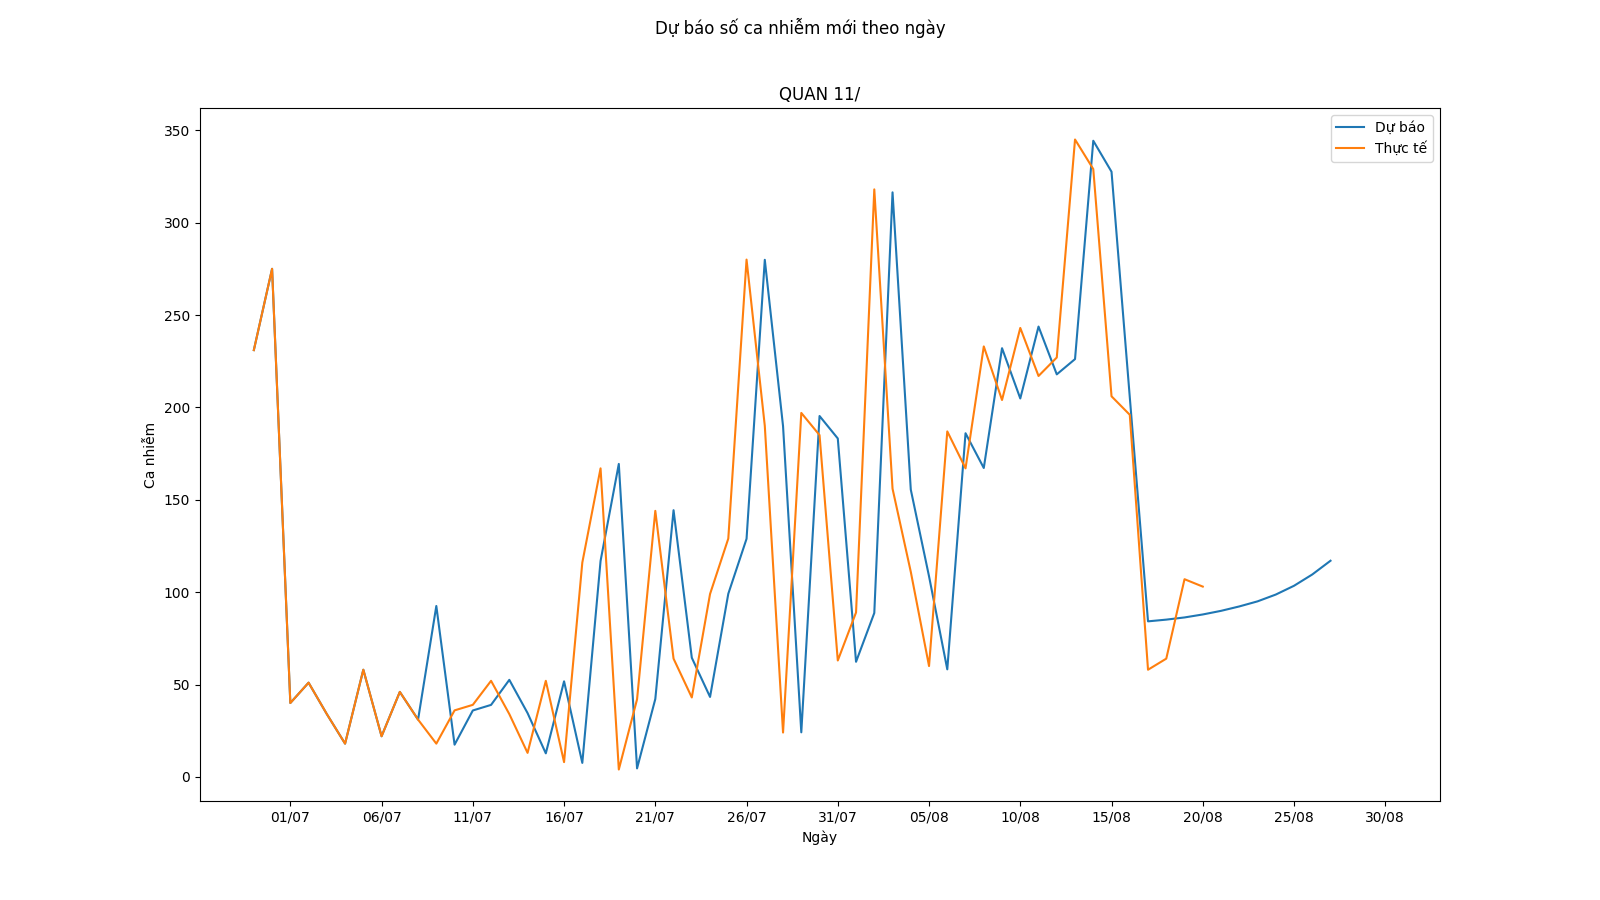 Dự báo số ca nhiễm mới theo ngày
QUAN 11/
Dự báo
Thực tế
350
300
250
200
150
100
50
0
Ca nhiễm
01/07 06/07 11/07 16/07 21/07 26/07 31/07 05/08 10/08 15/08 20/08 25/08 30/08
Ngày